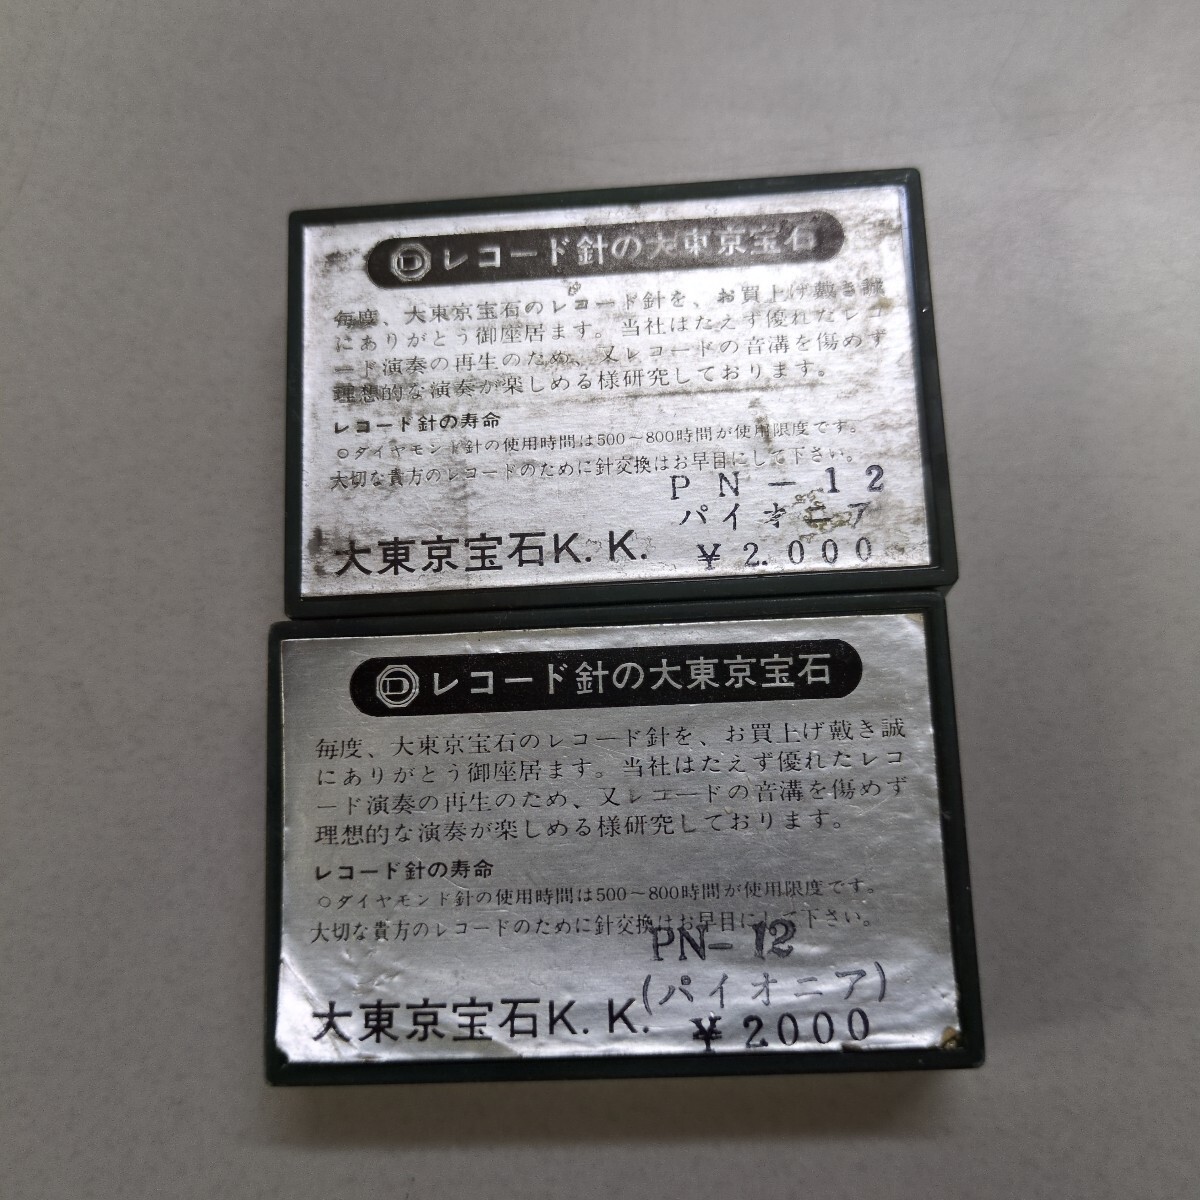 D レコード針の大東京宝石
毎度、大東京宝石のレコード針を、お買上げ戴き誠
にありがとう御座居ます。当社はたえず優れたレコ
ード演奏の再生のため、又レコードの音溝を傷めず
理想的な演奏が楽しめる様研究しております。
レコード針の寿命
○ダイヤモンド針の使用時間は500～800時間が使用限度です。
大切な貴方のレコードのために針交換はお早目にして下さい。
PN-12
パイオニア
大東京宝石K.K.
¥2.000
D レコード針の大東京宝石
毎度、大東京宝石のレコード針を、お買上げ戴き誠
にありがとう御座居ます。当社はたえず優れたレコ
ード演奏の再生のため、又レコードの音溝を傷めず
理想的な演奏が楽しめる様研究しております。
レコード針の寿命
○ダイヤモンド針の使用時間は500～800時間が使用限度です。
大切な貴方のレコードのために針交換はお早目にして下さい。
PN-12
(パイオニア)
大東京宝石K.K.
¥2000